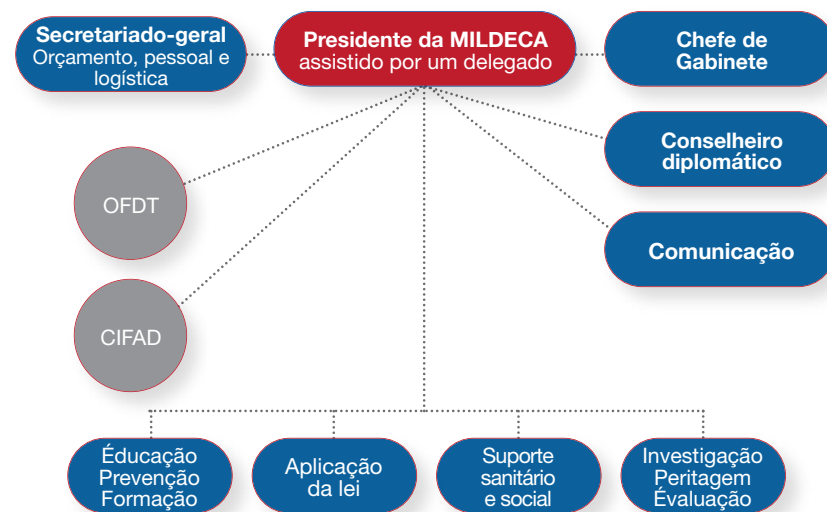 Secretariado-geral
Orçamento, pessoal e
logística
Presidente da MILDECA
assistido por um delegado
Chefe de
Gabinete
Conselheiro
diplomático
Comunicação
OFDT
CIFAD
Éducação
Prevenção
Formação
Aplicação
da lei
Suporte
sanitário
e social
Investigação
Peritagem
Évaluação